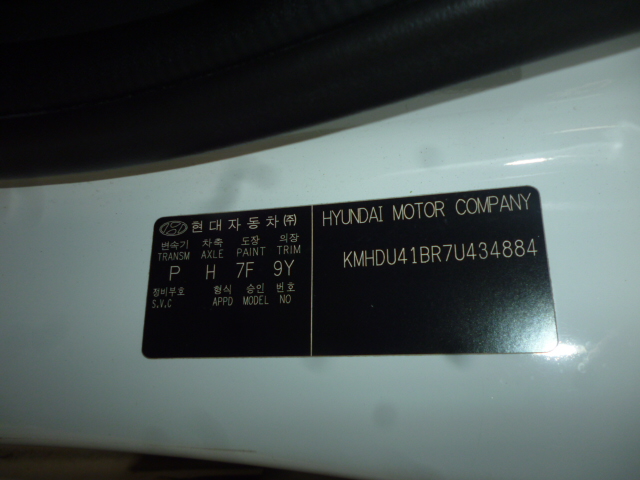 현대자동차㈜
변속기 차축 도장 의장
TRANSM AXLE PAINT TRIM
P H 7F 9Y
정비부호 형식 승인 번호
S.V.C APPD MODEL NO
HYUNDAI MOTOR COMPANY
KMHDU41BR7U434884